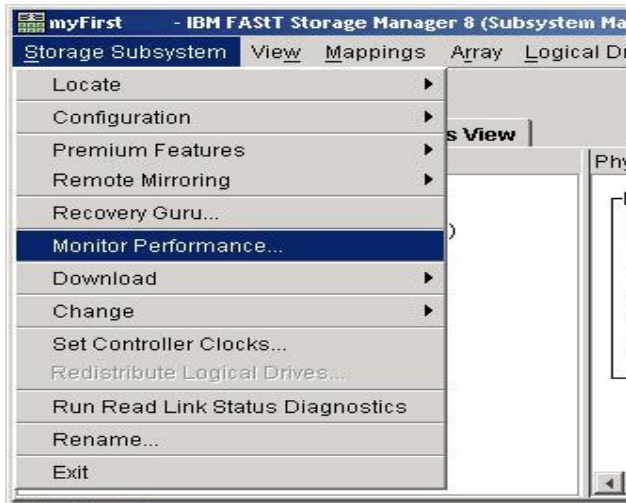 myFirst - IBM FAStT Storage Manager 8 (Subsystem Ma
Storage Subsystem View Mappings Array Logical Dr
Locate
Configuration
s View
Premium Features
Phy
Remote Mirroring
Recovery Guru...
)
Monitor Performance...
Download
Change
Set Controller Clocks...
Redistribute Logical Drives...
Run Read Link Status Diagnostics
Rename...
Exit